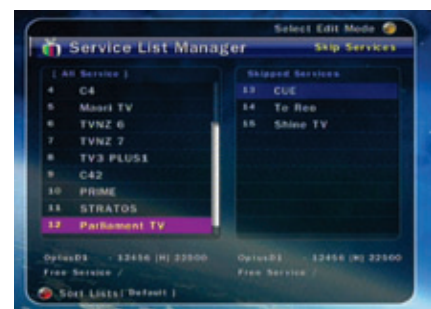 Select Edit Mode
Service List Manager
Skip Services
[ All Service ]
4 C4
5 Maori TV
6 TVNZ 6
7 TVNZ 7
8 TV3 PLUS1
9 C42
10 PRIME
11 STRATOS
12 Parliament TV
Skipped Services
13 CUE
14 Te Reo
15 Shine TV
OptusD1 - 12456 [H] 22500
Free Service /
OptusD1 - 12456 [H] 22500
Free Service /
Sort Lists[ Default ]